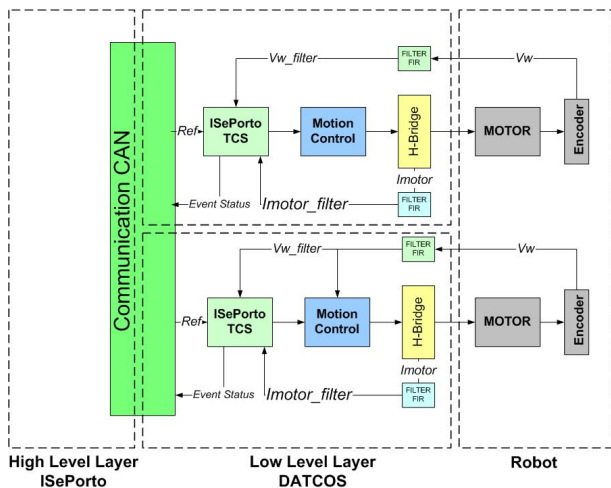 Vw_filter
FILTER
FIR
Vw
Communication CAN
Ref
ISePorto
TCS
Motion
Control
H-Bridge
MOTOR
Encoder
Imotor
Event Status
Imotor_filter
FILTER
FIR
Vw_filter
FILTER
FIR
Vw
Ref
ISePorto
TCS
Motion
Control
H-Bridge
MOTOR
Encoder
Imotor
Event Status
Imotor_filter
FILTER
FIR
High Level Layer
ISePorto
Low Level Layer
DATCOS
Robot